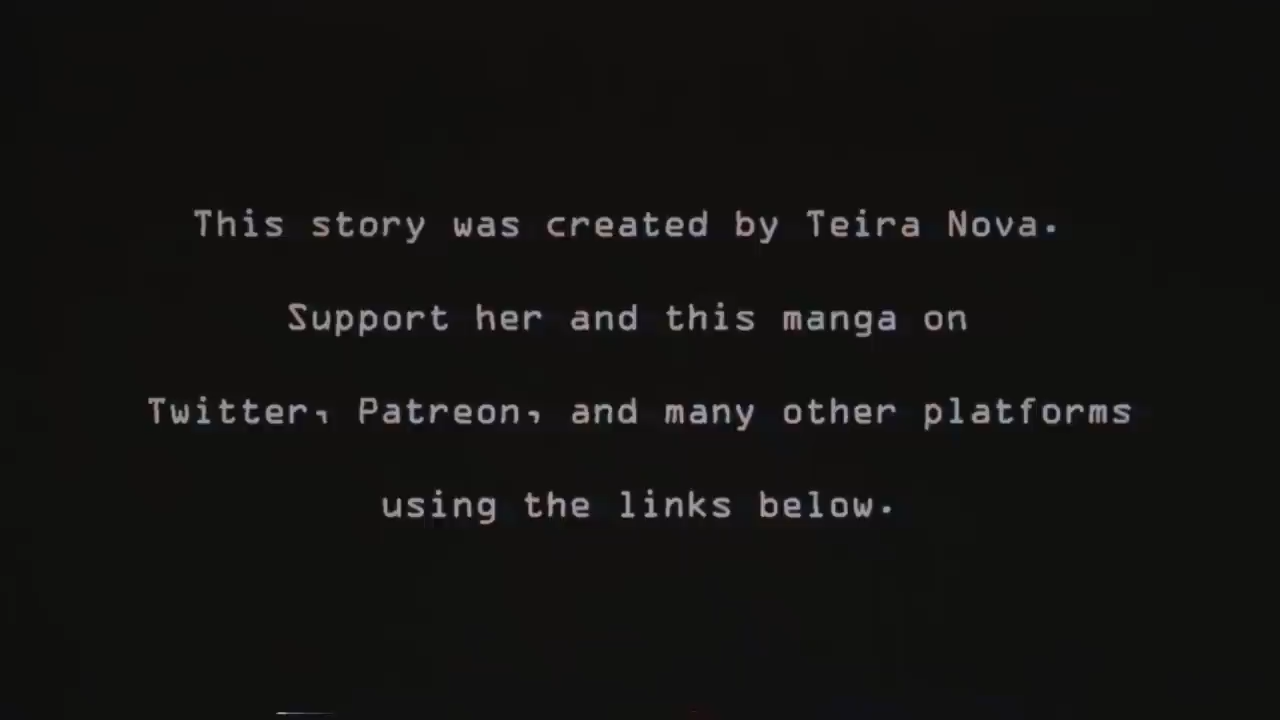 This story was created by Teira Nova.
Support her and this manga on
Twitter, Patreon, and many other platforms
using the links below.